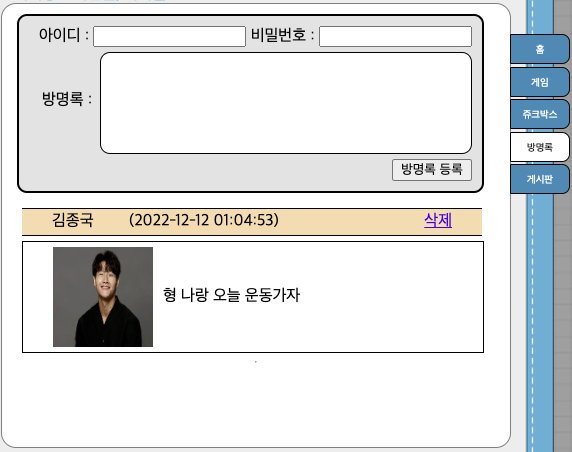 아이디 : 비밀번호 :
방명록 :
방명록 등록
김종국 (2022-12-12 01:04:53) 삭제
형 나랑 오늘 운동가자
홈
게임
쥬크박스
방명록
게시판